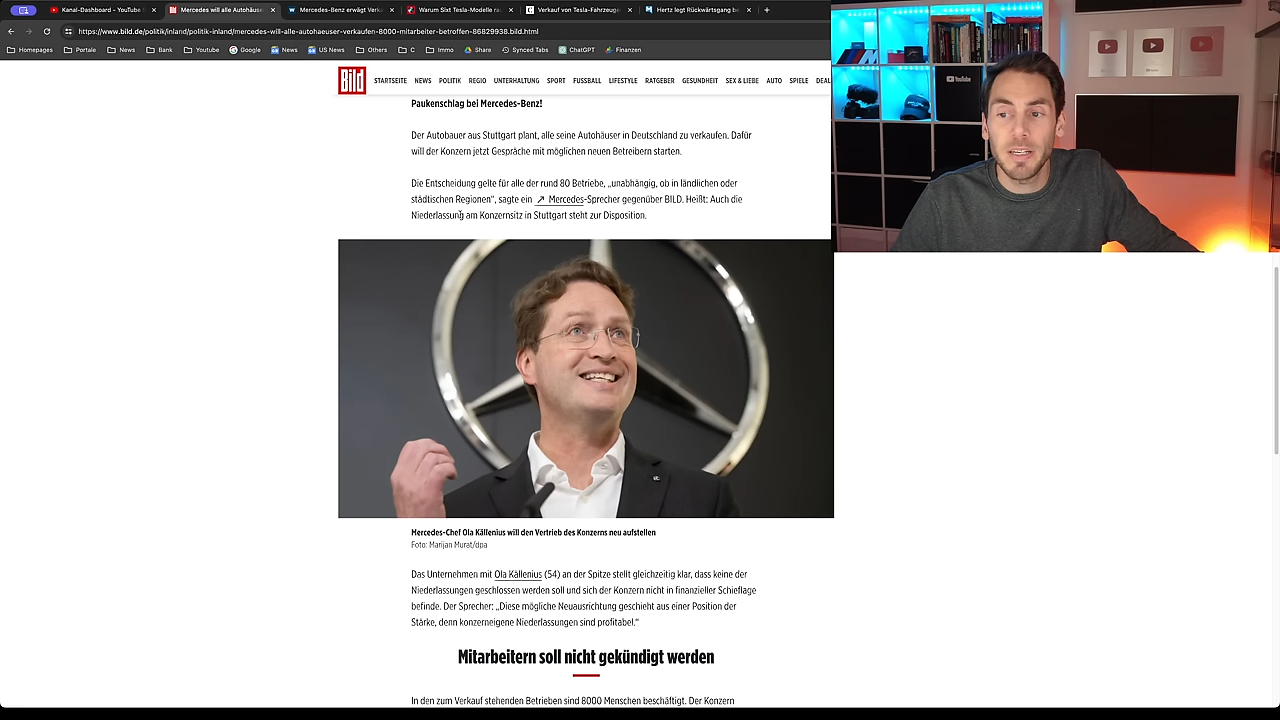 Kanal-Dashboard - YouTube
Mercedes will alle Autohäuse
Mercedes-Benz erwägt Verk
Warum Sixt Tesla-Modelle ra
Verkauf von Tesla-Fahrzeuge
Hertz legt Rückwärtsgang be
https://www.bild.de/politik/inland/politik-inland/mercedes-will-alle-autohaeuser-verkaufen-8000-mitarbeiter-betroffen-86829938.bild.html
Homepages
Portale
News
Bank
Youtube
Google
News
US News
Others
C
Immo
Share
Synced Tabs
ChatGPT
Finanzen
Bild
STARTSEITE NEWS POLITIK REGIO UNTERHALTUNG SPORT FUSSBALL LIFESTYLE RATGEBER GESUNDHEIT SEX & LIEBE AUTO SPIELE DEAL
YouTube
Paukenschlag bei Mercedes-Benz!
Der Autobauer aus Stuttgart plant, alle seine Autohäuser in Deutschland zu verkaufen. Dafür
will der Konzern jetzt Gespräche mit möglichen neuen Betreibern starten.
Die Entscheidung gelte für alle der rund 80 Betriebe, „unabhängig, ob in ländlichen oder
städtischen Regionen“, sagte ein ↗ Mercedes-Sprecher gegenüber BILD. Heißt: Auch die
Niederlassung am Konzernsitz in Stuttgart steht zur Disposition.
Mercedes-Chef Ola Källenius will den Vertrieb des Konzerns neu aufstellen
Foto: Marijan Murat/dpa
Das Unternehmen mit Ola Källenius (54) an der Spitze stellt gleichzeitig klar, dass keine der
Niederlassungen geschlossen werden soll und sich der Konzern nicht in finanzieller Schieflage
befinde. Der Sprecher: „Diese mögliche Neuausrichtung geschieht aus einer Position der
Stärke, denn konzerneigene Niederlassungen sind profitabel.“
Mitarbeitern soll nicht gekündigt werden
In den zum Verkauf stehenden Betrieben sind 8000 Menschen beschäftigt. Der Konzern